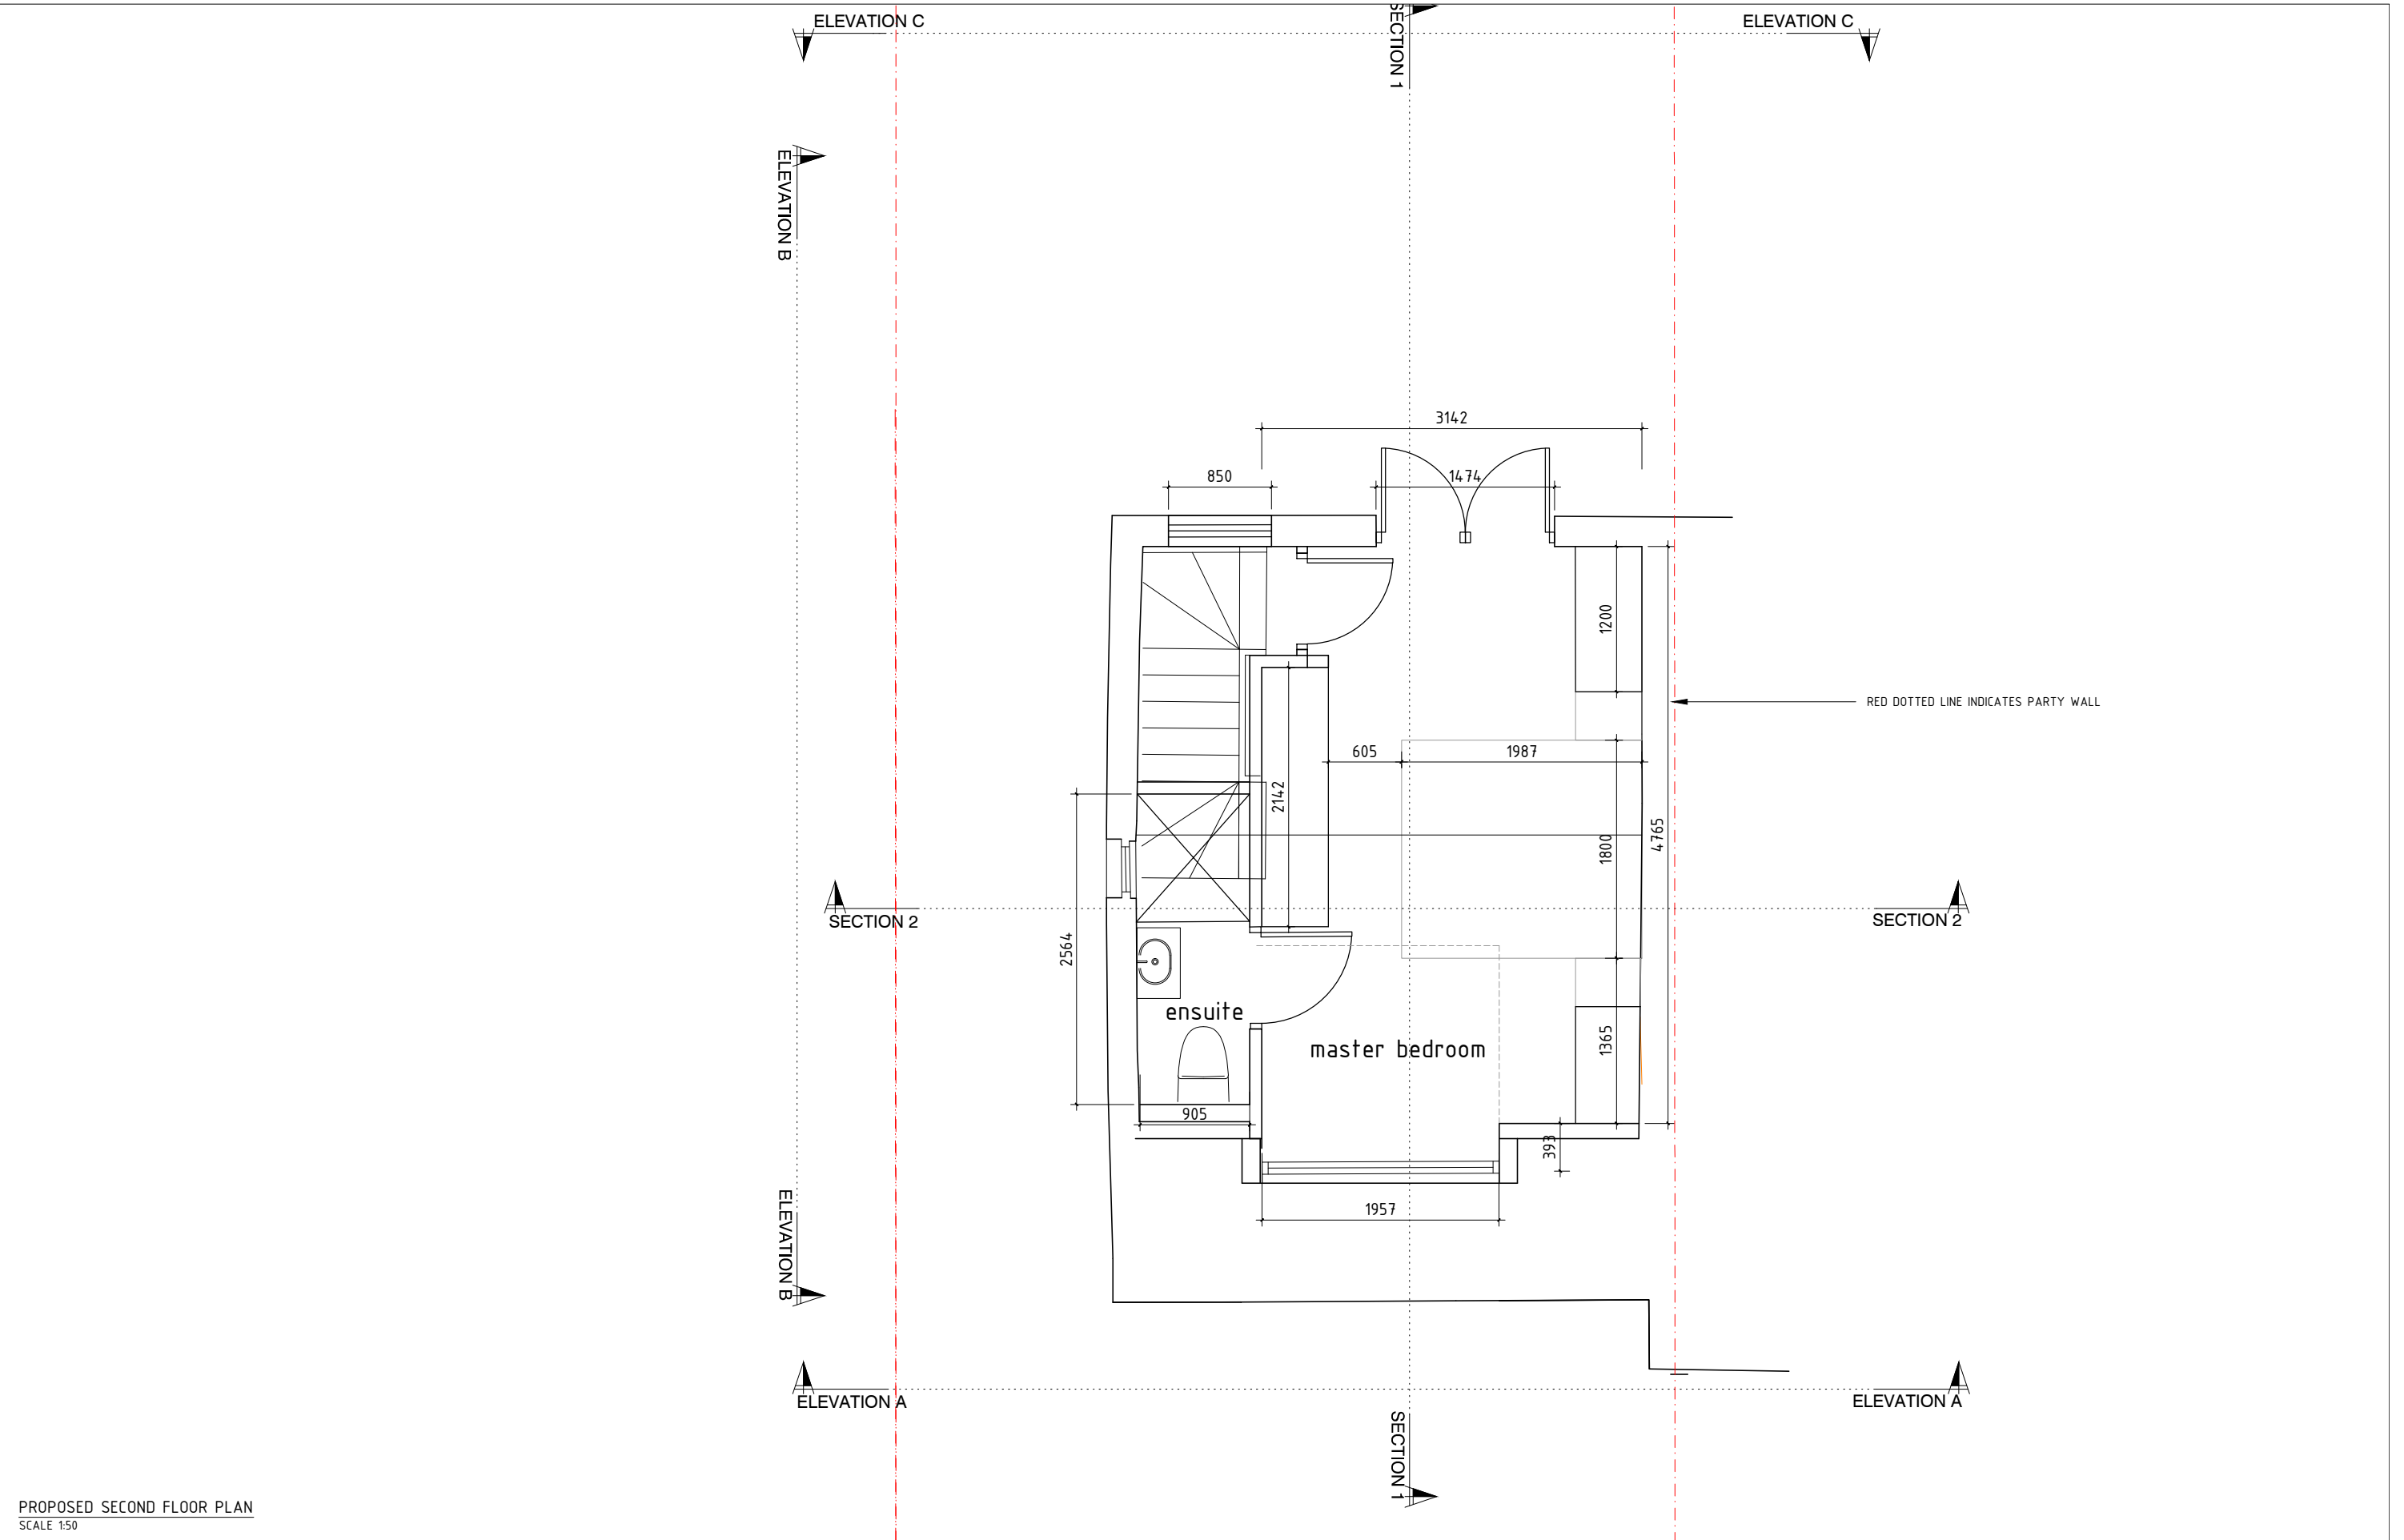 ELEVATION C
SECTION 1
ELEVATION C
ELEVATION B
3142
850
1474
1200
RED DOTTED LINE INDICATES PARTY WALL
605
1987
2142
1800
4765
SECTION 2
SECTION 2
2564
ensuite
master bedroom
1365
905
393
1957
ELEVATION B
ELEVATION A
ELEVATION A
SECTION 1
PROPOSED SECOND FLOOR PLAN
SCALE 1:50